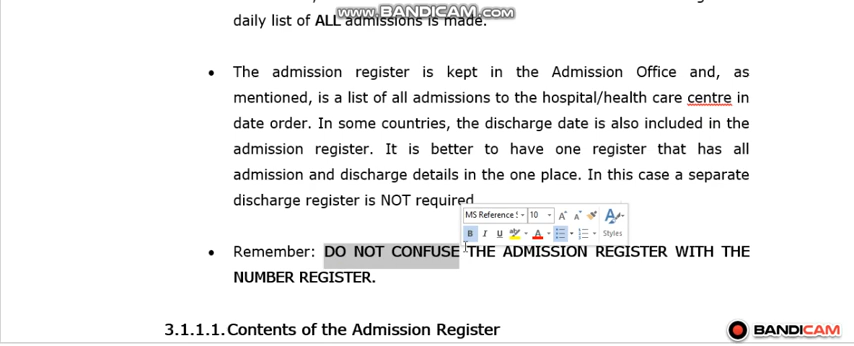 www.BANDICAM.com
daily list of ALL admissions is made.
• The admission register is kept in the Admission Office and, as
mentioned, is a list of all admissions to the hospital/health care centre in
date order. In some countries, the discharge date is also included in the
admission register. It is better to have one register that has all
admission and discharge details in the one place. In this case a separate
discharge register is NOT required
MS Reference 10 A A A
B I U ab A Styles
• Remember: DO NOT CONFUSE THE ADMISSION REGISTER WITH THE
NUMBER REGISTER.
3.1.1.1. Contents of the Admission Register
BANDICAM